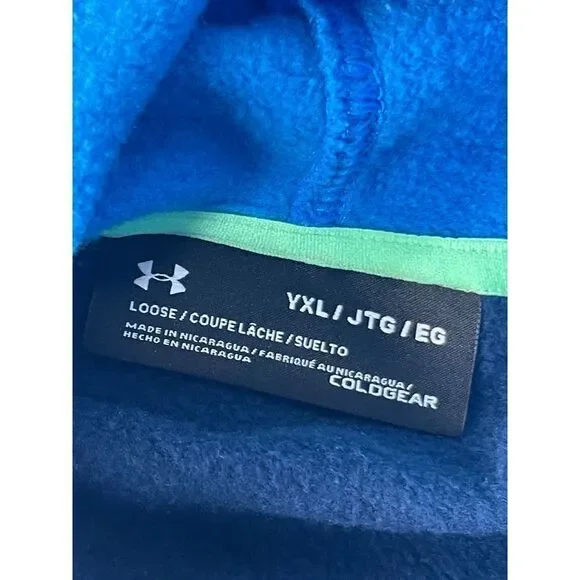 YXL / JTG / EG
LOOSE / COUPE LÂCHE / SUELTO
MADE IN NICARAGUA / FABRIQUÉ AU NICARAGUA /
HECHO EN NICARAGUA
COLDGEAR